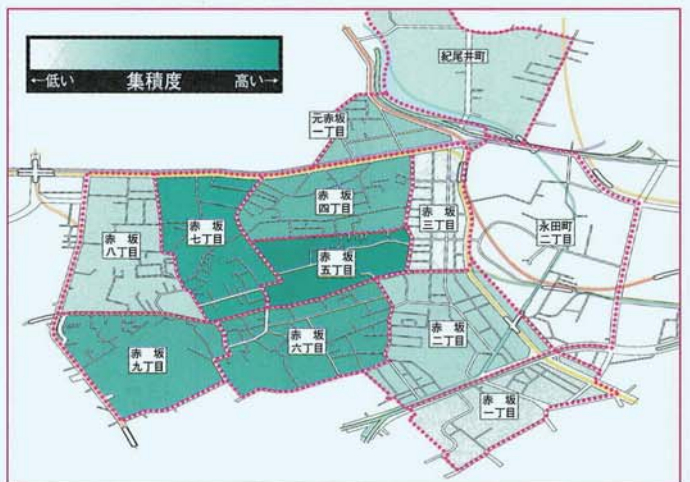 ←低い 集積度 高い→
紀尾井町
元赤坂
一丁目
赤坂
四丁目
赤坂
三丁目
永田町
二丁目
赤坂
八丁目
赤坂
七丁目
赤坂
五丁目
赤坂
二丁目
赤坂
六丁目
赤坂
九丁目
赤坂
一丁目